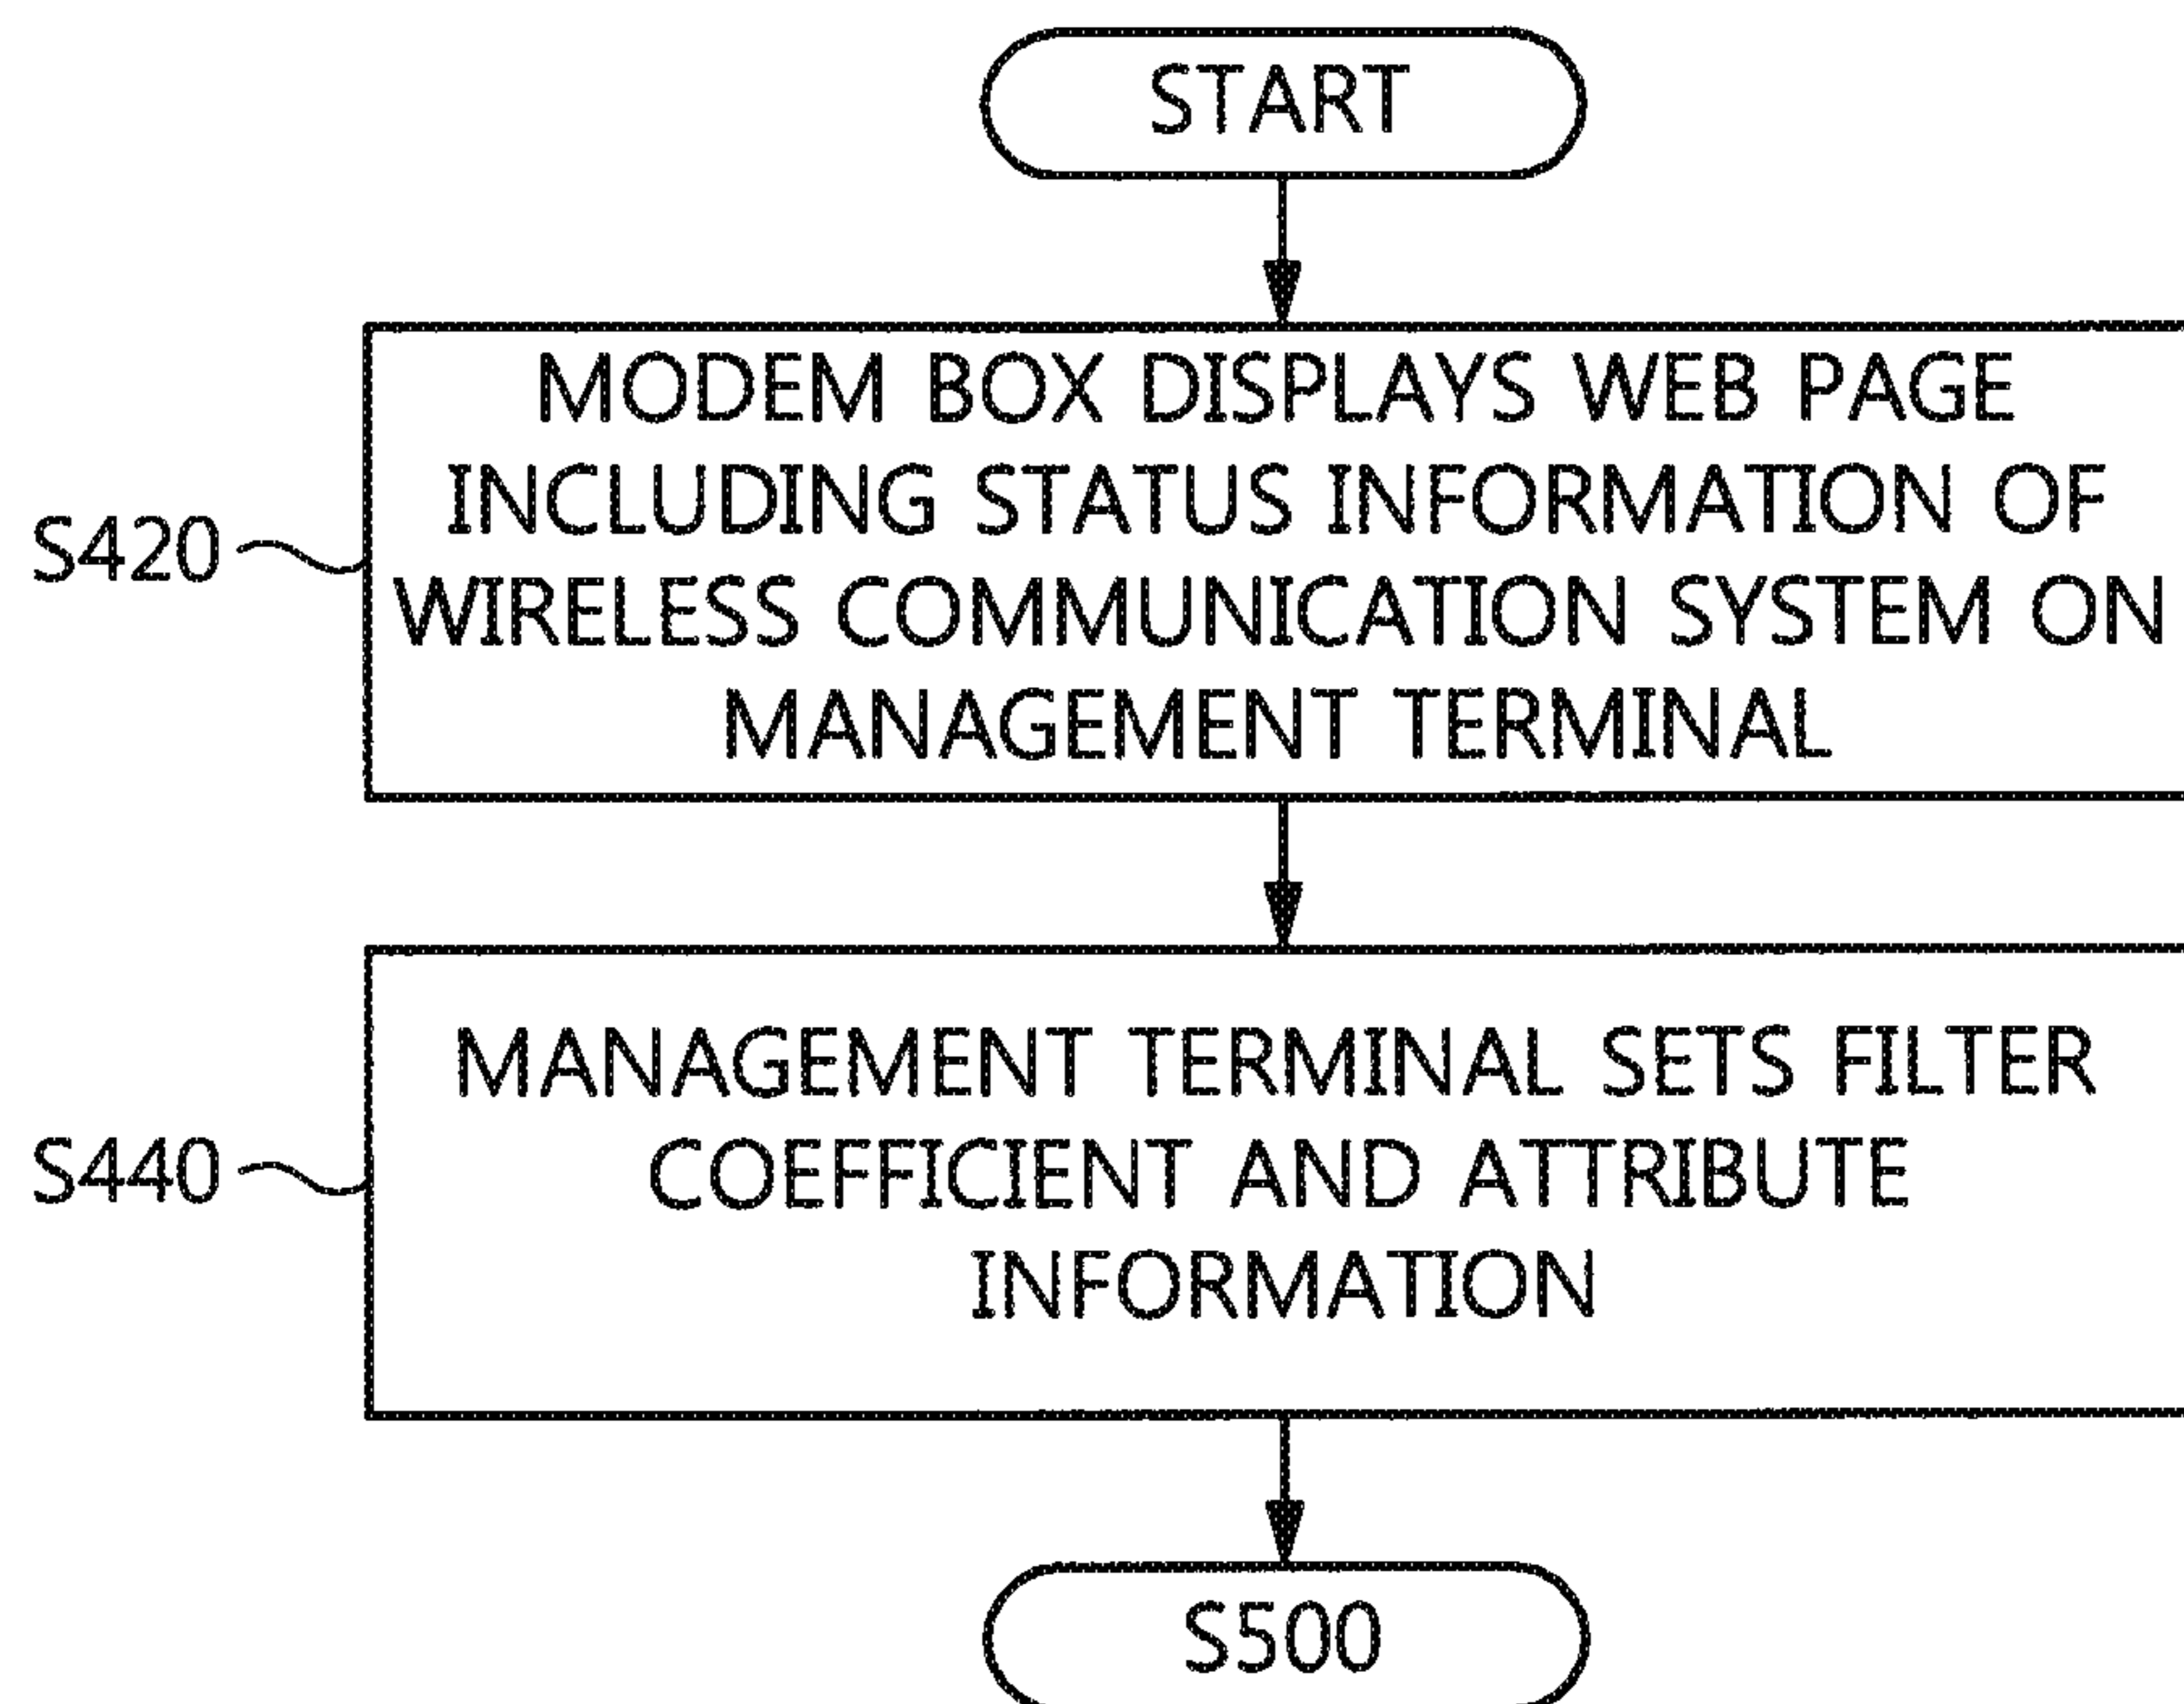 START
MODEM BOX DISPLAYS WEB PAGE
INCLUDING STATUS INFORMATION OF
WIRELESS COMMUNICATION SYSTEM ON
MANAGEMENT TERMINAL
S420
MANAGEMENT TERMINAL SETS FILTER
COEFFICIENT AND ATTRIBUTE
INFORMATION
S440
S500